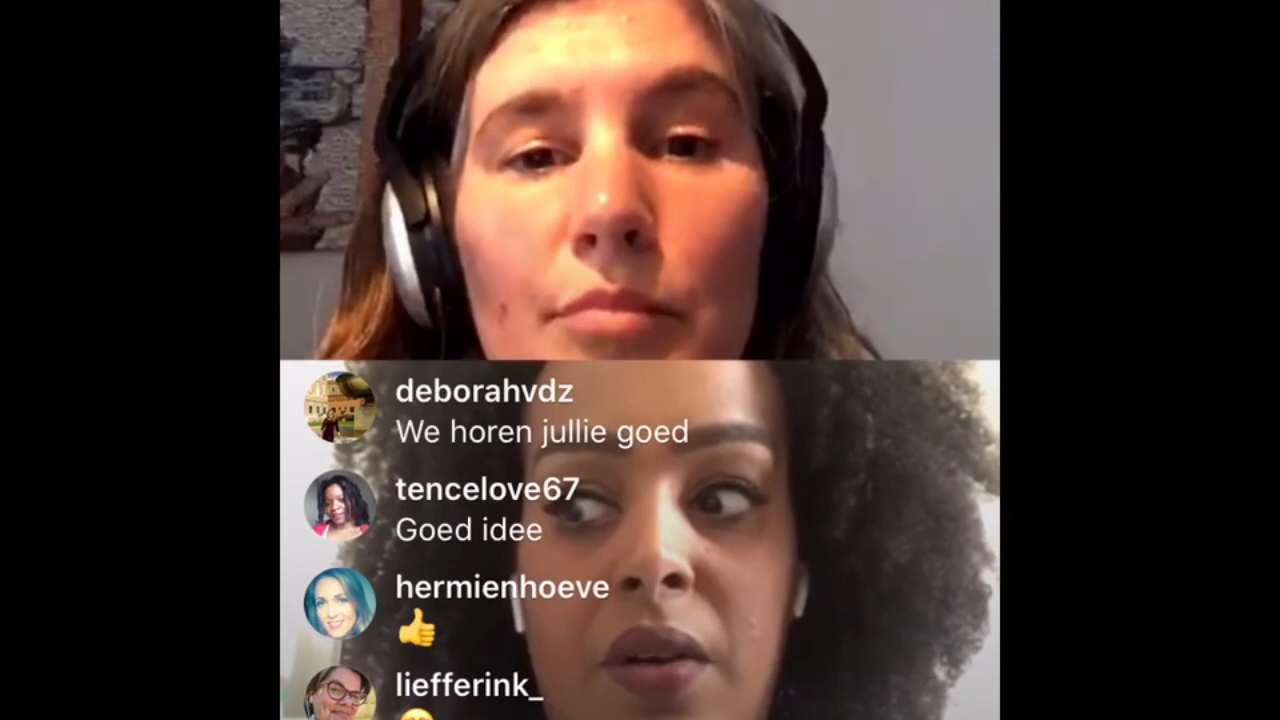 deborahvdz
We horen jullie goed
tencelove67
Goed idee
hermienhoeve
👍
liefferink_